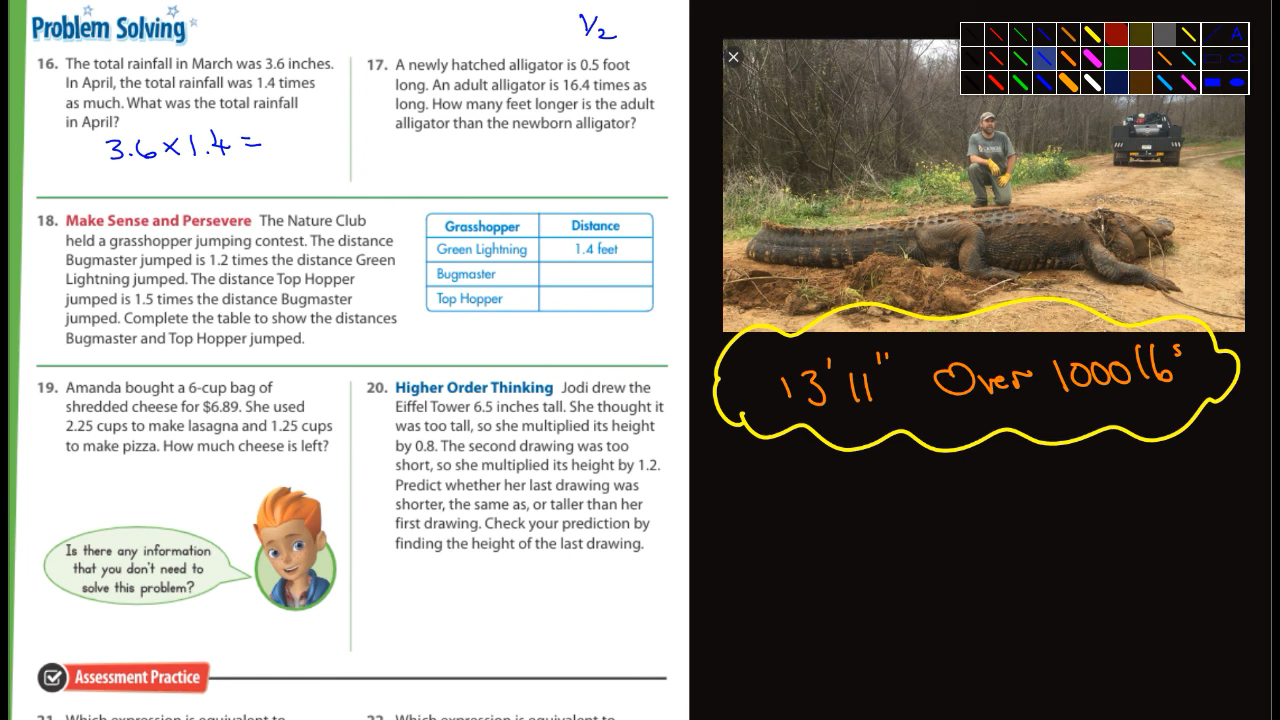 Problem Solving
1/2
16. The total rainfall in March was 3.6 inches.
In April, the total rainfall was 1.4 times
as much. What was the total rainfall
in April?
3.6 × 1.4 =
17. A newly hatched alligator is 0.5 foot
long. An adult alligator is 16.4 times as
long. How many feet longer is the adult
alligator than the newborn alligator?
18. Make Sense and Persevere The Nature Club
held a grasshopper jumping contest. The distance
Bugmaster jumped is 1.2 times the distance Green
Lightning jumped. The distance Top Hopper
jumped is 1.5 times the distance Bugmaster
jumped. Complete the table to show the distances
Bugmaster and Top Hopper jumped.
Grasshopper Distance
Green Lightning 1.4 feet
Bugmaster
Top Hopper
19. Amanda bought a 6-cup bag of
shredded cheese for $6.89. She used
2.25 cups to make lasagna and 1.25 cups
to make pizza. How much cheese is left?
Is there any information
that you don't need to
solve this problem?
20. Higher Order Thinking Jodi drew the
Eiffel Tower 6.5 inches tall. She thought it
was too tall, so she multiplied its height
by 0.8. The second drawing was too
short, so she multiplied its height by 1.2.
Predict whether her last drawing was
shorter, the same as, or taller than her
first drawing. Check your prediction by
finding the height of the last drawing.
Assessment Practice
21. Which expression is equivalent to
22. Which expression is equivalent to
A
13' 11" Over 1000 lbs